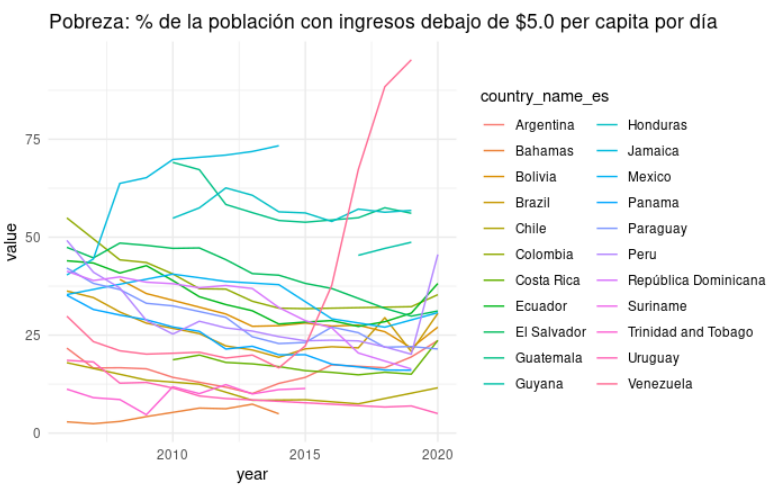 Pobreza: % de la población con ingresos debajo de $5.0 per capita por día
value
75
50
25
0
2010
2015
2020
year
country_name_es
Argentina
Bahamas
Bolivia
Brazil
Chile
Colombia
Costa Rica
Ecuador
El Salvador
Guatemala
Guyana
Honduras
Jamaica
Mexico
Panama
Paraguay
Peru
República Dominicana
Suriname
Trinidad and Tobago
Uruguay
Venezuela